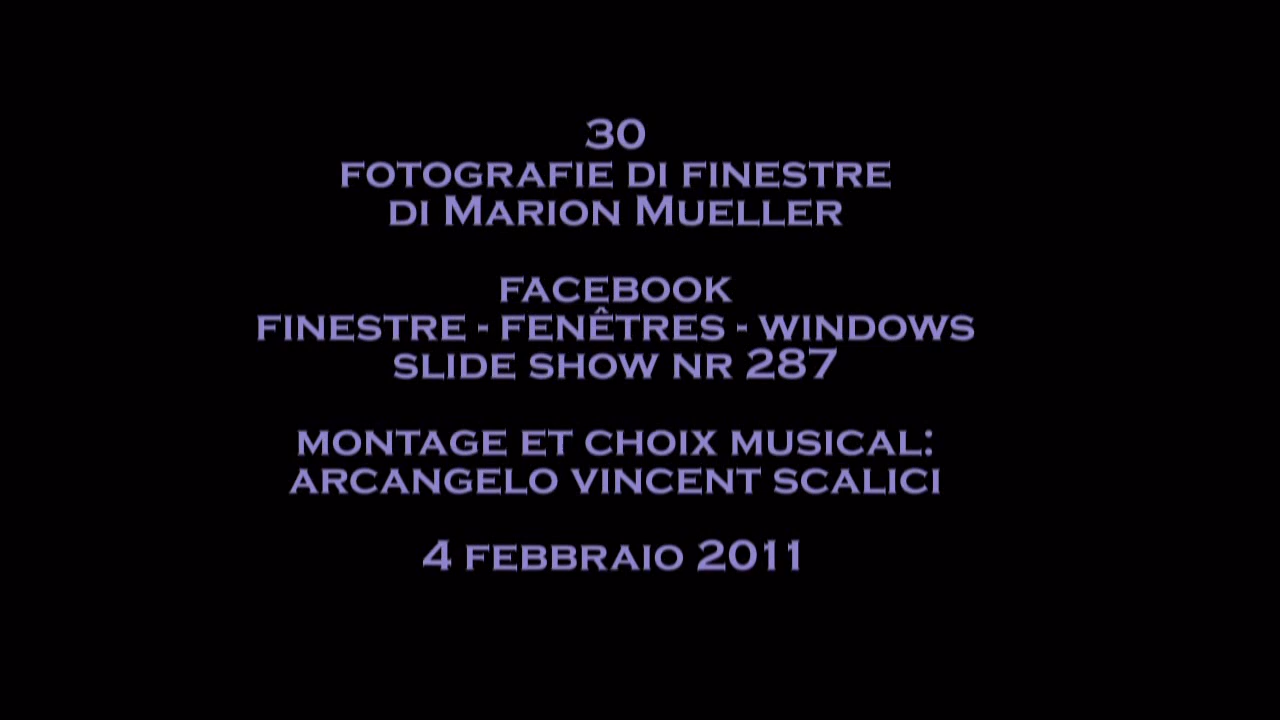 30
FOTOGRAFIE DI FINESTRE
DI MARION MUELLER
FACEBOOK
FINESTRE - FENÊTRES - WINDOWS
SLIDE SHOW NR 287
MONTAGE ET CHOIX MUSICAL:
ARCANGELO VINCENT SCALICI
4 FEBBRAIO 2011